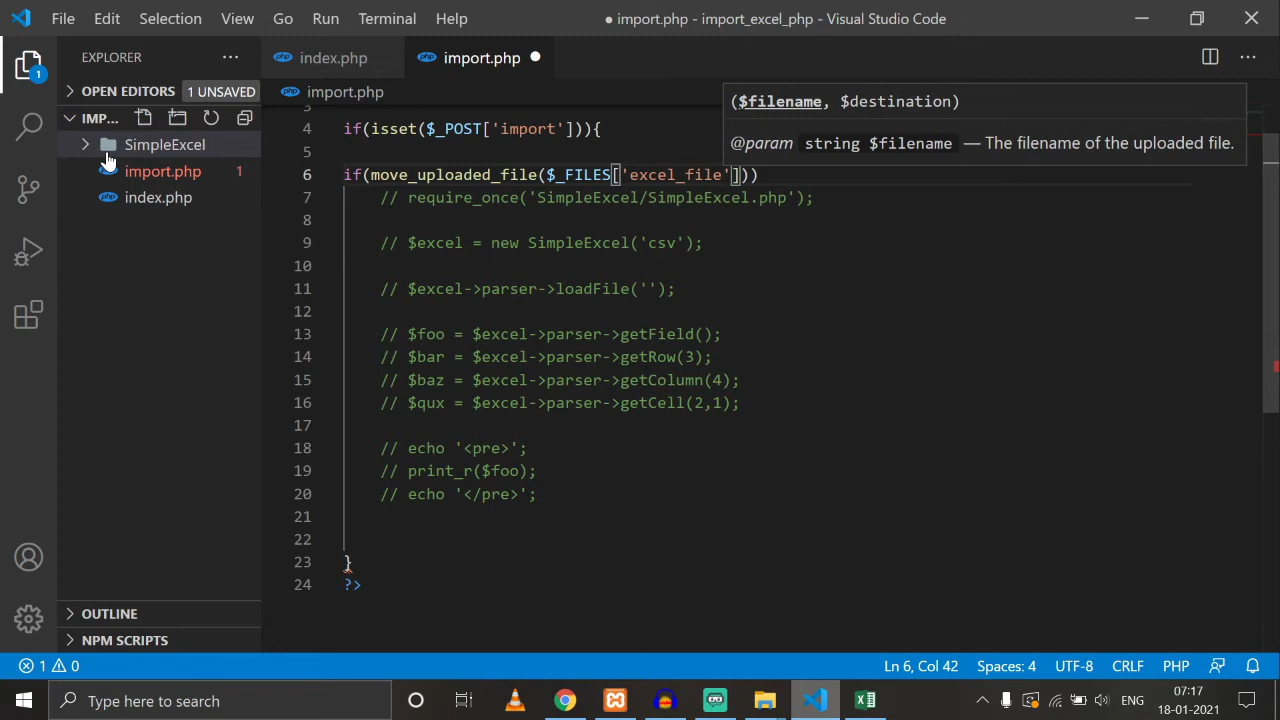 File Edit Selection View Go Run Terminal Help ● import.php - import_excel_php - Visual Studio Code
EXPLORER ··· index.php import.php
OPEN EDITORS 1 UNSAVED
import.php
IMP...
SimpleExcel
import.php 1
index.php
($filename, $destination)
@param string $filename — The filename of the uploaded file.
3
4 if(isset($_POST['import'])){
5
6 if(move_uploaded_file($_FILES['excel_file']))
7 // require_once('SimpleExcel/SimpleExcel.php');
8
9 // $excel = new SimpleExcel('csv');
10
11 // $excel->parser->loadFile('');
12
13 // $foo = $excel->parser->getField();
14 // $bar = $excel->parser->getRow(3);
15 // $baz = $excel->parser->getColumn(4);
16 // $qux = $excel->parser->getCell(2,1);
17
18 // echo '<pre>';
19 // print_r($foo);
20 // echo '</pre>';
21
22
23 }
24 ?>
OUTLINE
NPM SCRIPTS
1 0 Ln 6, Col 42 Spaces: 4 UTF-8 CRLF PHP
Type here to search ENG 07:17
18-01-2021